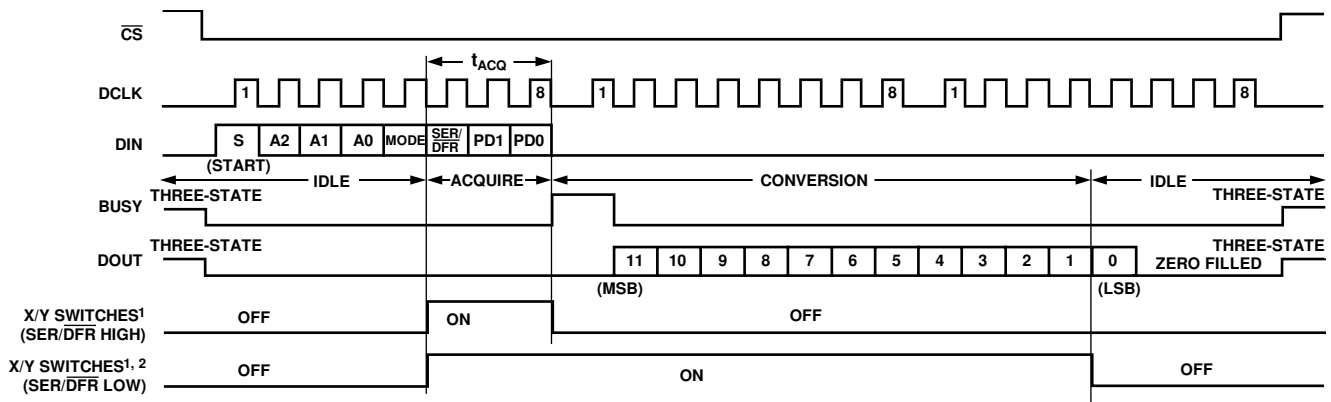 CS
tACQ
DCLK 1 8 1 8 1 8
DIN S A2 A1 A0 MODE SER/DFR PD1 PD0
(START)
IDLE ACQUIRE CONVERSION IDLE
THREE-STATE THREE-STATE
BUSY
THREE-STATE THREE-STATE
DOUT 11 10 9 8 7 6 5 4 3 2 1 0 ZERO FILLED
(MSB) (LSB)
X/Y SWITCHES1 OFF ON OFF
(SER/DFR HIGH)
X/Y SWITCHES1, 2 OFF ON OFF
(SER/DFR LOW)